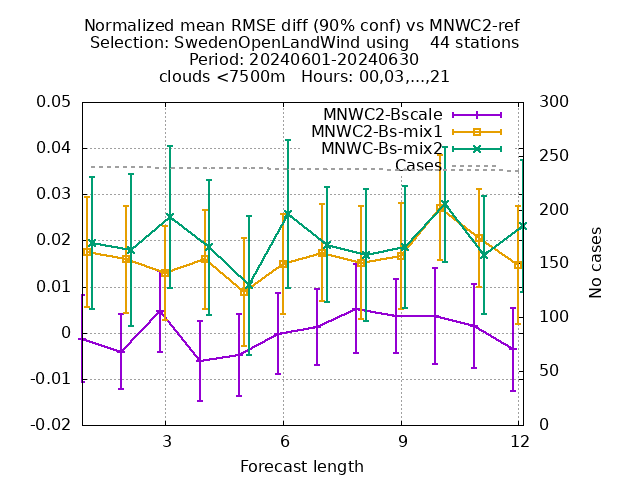 Normalized mean RMSE diff (90% conf) vs MNWC2-ref
Selection: SwedenOpenLandWind using    44 stations
Period: 20240601-20240630
clouds <7500m   Hours: 00,03,...,21
MNWC2-Bscale
MNWC2-Bs-mix1
MNWC-Bs-mix2
Cases
0.05
0.04
0.03
0.02
0.01
0
-0.01
-0.02
300
250
200
150
100
50
0
No cases
3
6
9
12
Forecast length